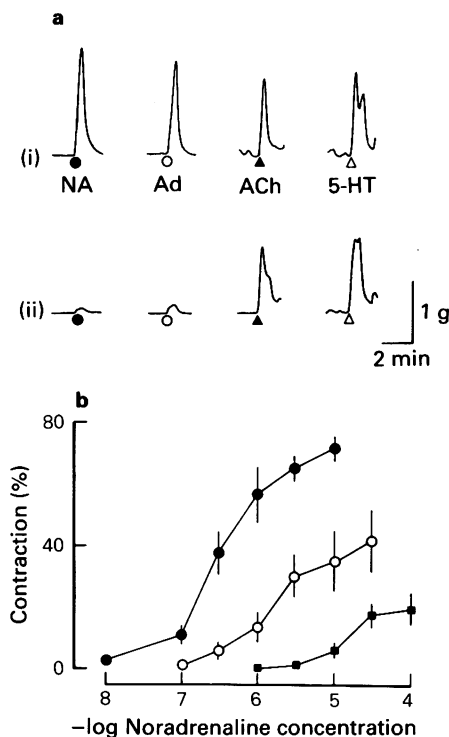 a
(i)
NA Ad ACh 5-HT
(ii)
1 g
2 min
b
80
40
0
Contraction (%)
8 7 6 5 4
−log Noradrenaline concentration